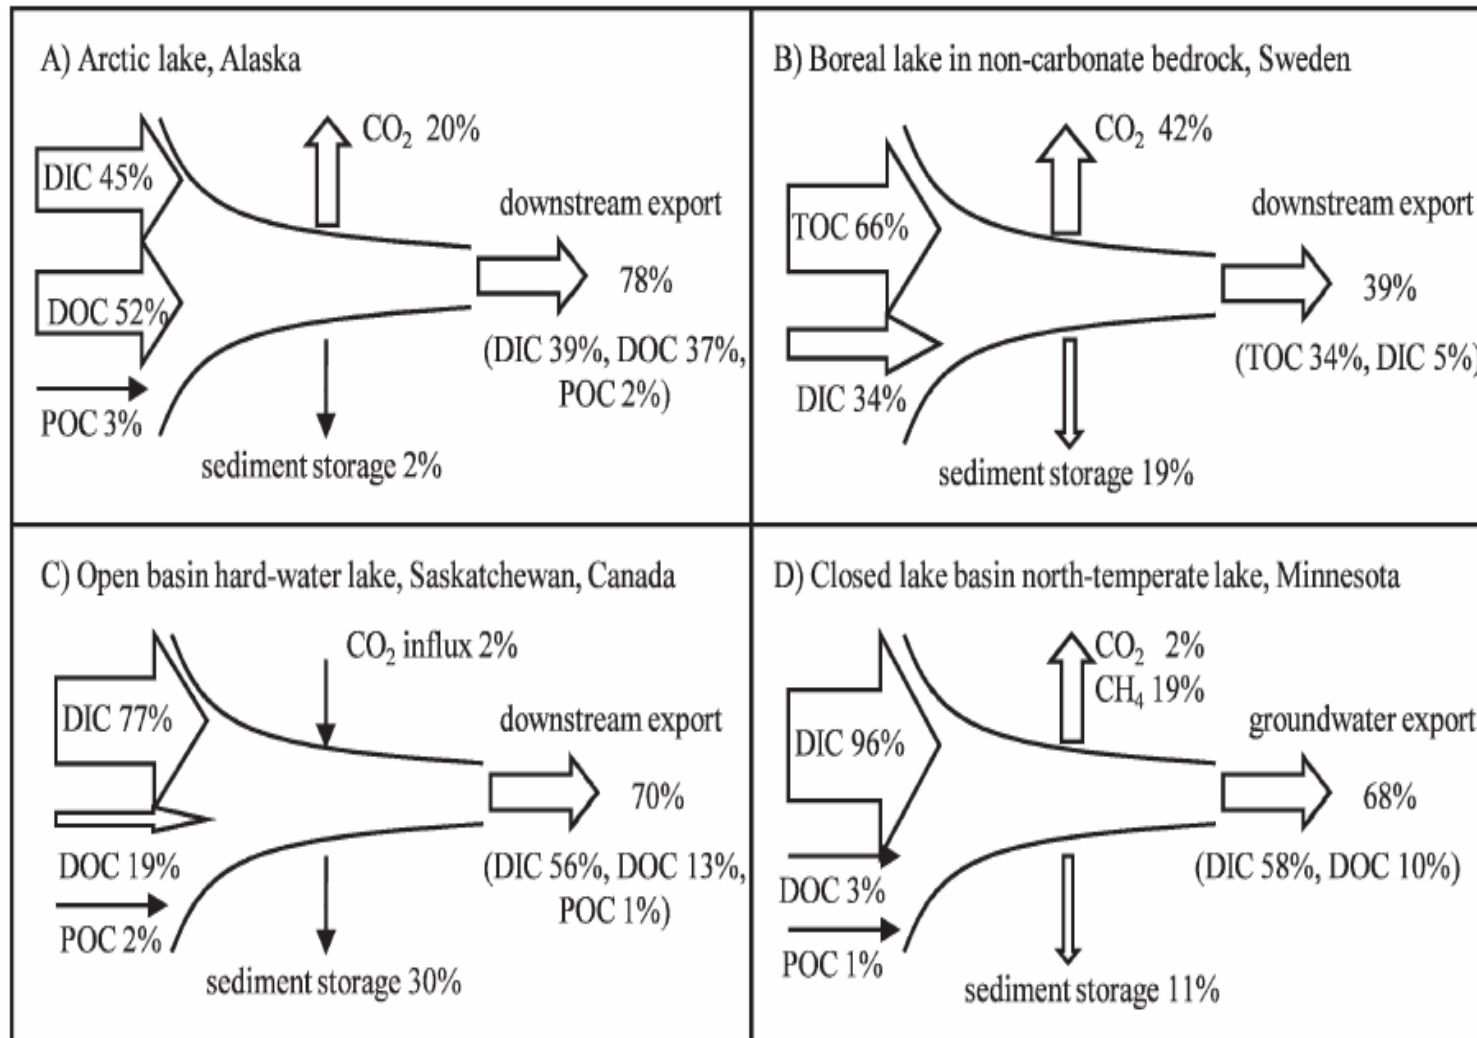 A) Arctic lake, Alaska
CO₂ 20%
DIC 45%
downstream export
DOC 52%
78%
(DIC 39%, DOC 37%,
POC 2%)
POC 3%
sediment storage 2%
B) Boreal lake in non-carbonate bedrock, Sweden
CO₂ 42%
downstream export
TOC 66%
39%
(TOC 34%, DIC 5%)
DIC 34%
sediment storage 19%
C) Open basin hard-water lake, Saskatchewan, Canada
CO₂ influx 2%
DIC 77%
downstream export
70%
DOC 19%
(DIC 56%, DOC 13%,
POC 1%)
POC 2%
sediment storage 30%
D) Closed lake basin north-temperate lake, Minnesota
CO₂ 2%
CH₄ 19%
groundwater export
DIC 96%
68%
(DIC 58%, DOC 10%)
DOC 3%
POC 1%
sediment storage 11%